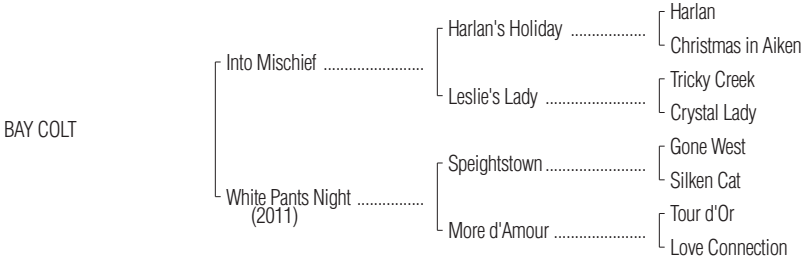 Harlan
Harlan's Holiday ..................
Christmas in Aiken
Into Mischief ........................
Tricky Creek
Leslie's Lady ........................
Crystal Lady
BAY COLT
Gone West
Speightstown ........................
Silken Cat
White Pants Night ................
(2011)
Tour d'Or
More d'Amour ......................
Love Connection